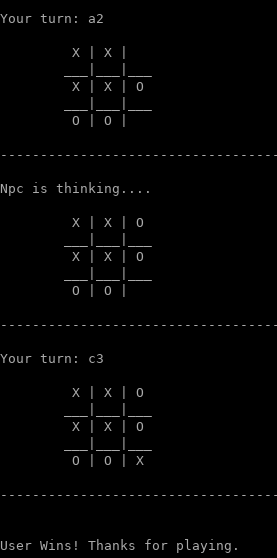 Your turn: a2
X | X |
___|___|___
X | X | O
___|___|___
O | O |
-----------------------------------
Npc is thinking....
X | X | O
___|___|___
X | X | O
___|___|___
O | O |
-----------------------------------
Your turn: c3
X | X | O
___|___|___
X | X | O
___|___|___
O | O | X
-----------------------------------
User Wins! Thanks for playing.